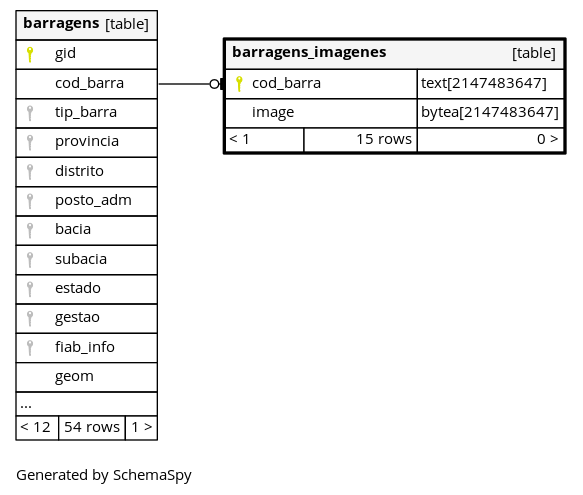 barragens [table]
gid
cod_barra
tip_barra
provincia
distrito
posto_adm
bacia
subacia
estado
gestao
fiab_info
geom
...
< 12 54 rows 1 >
barragens_imagenes [table]
cod_barra text[2147483647]
image bytea[2147483647]
< 1 15 rows 0 >
Generated by SchemaSpy